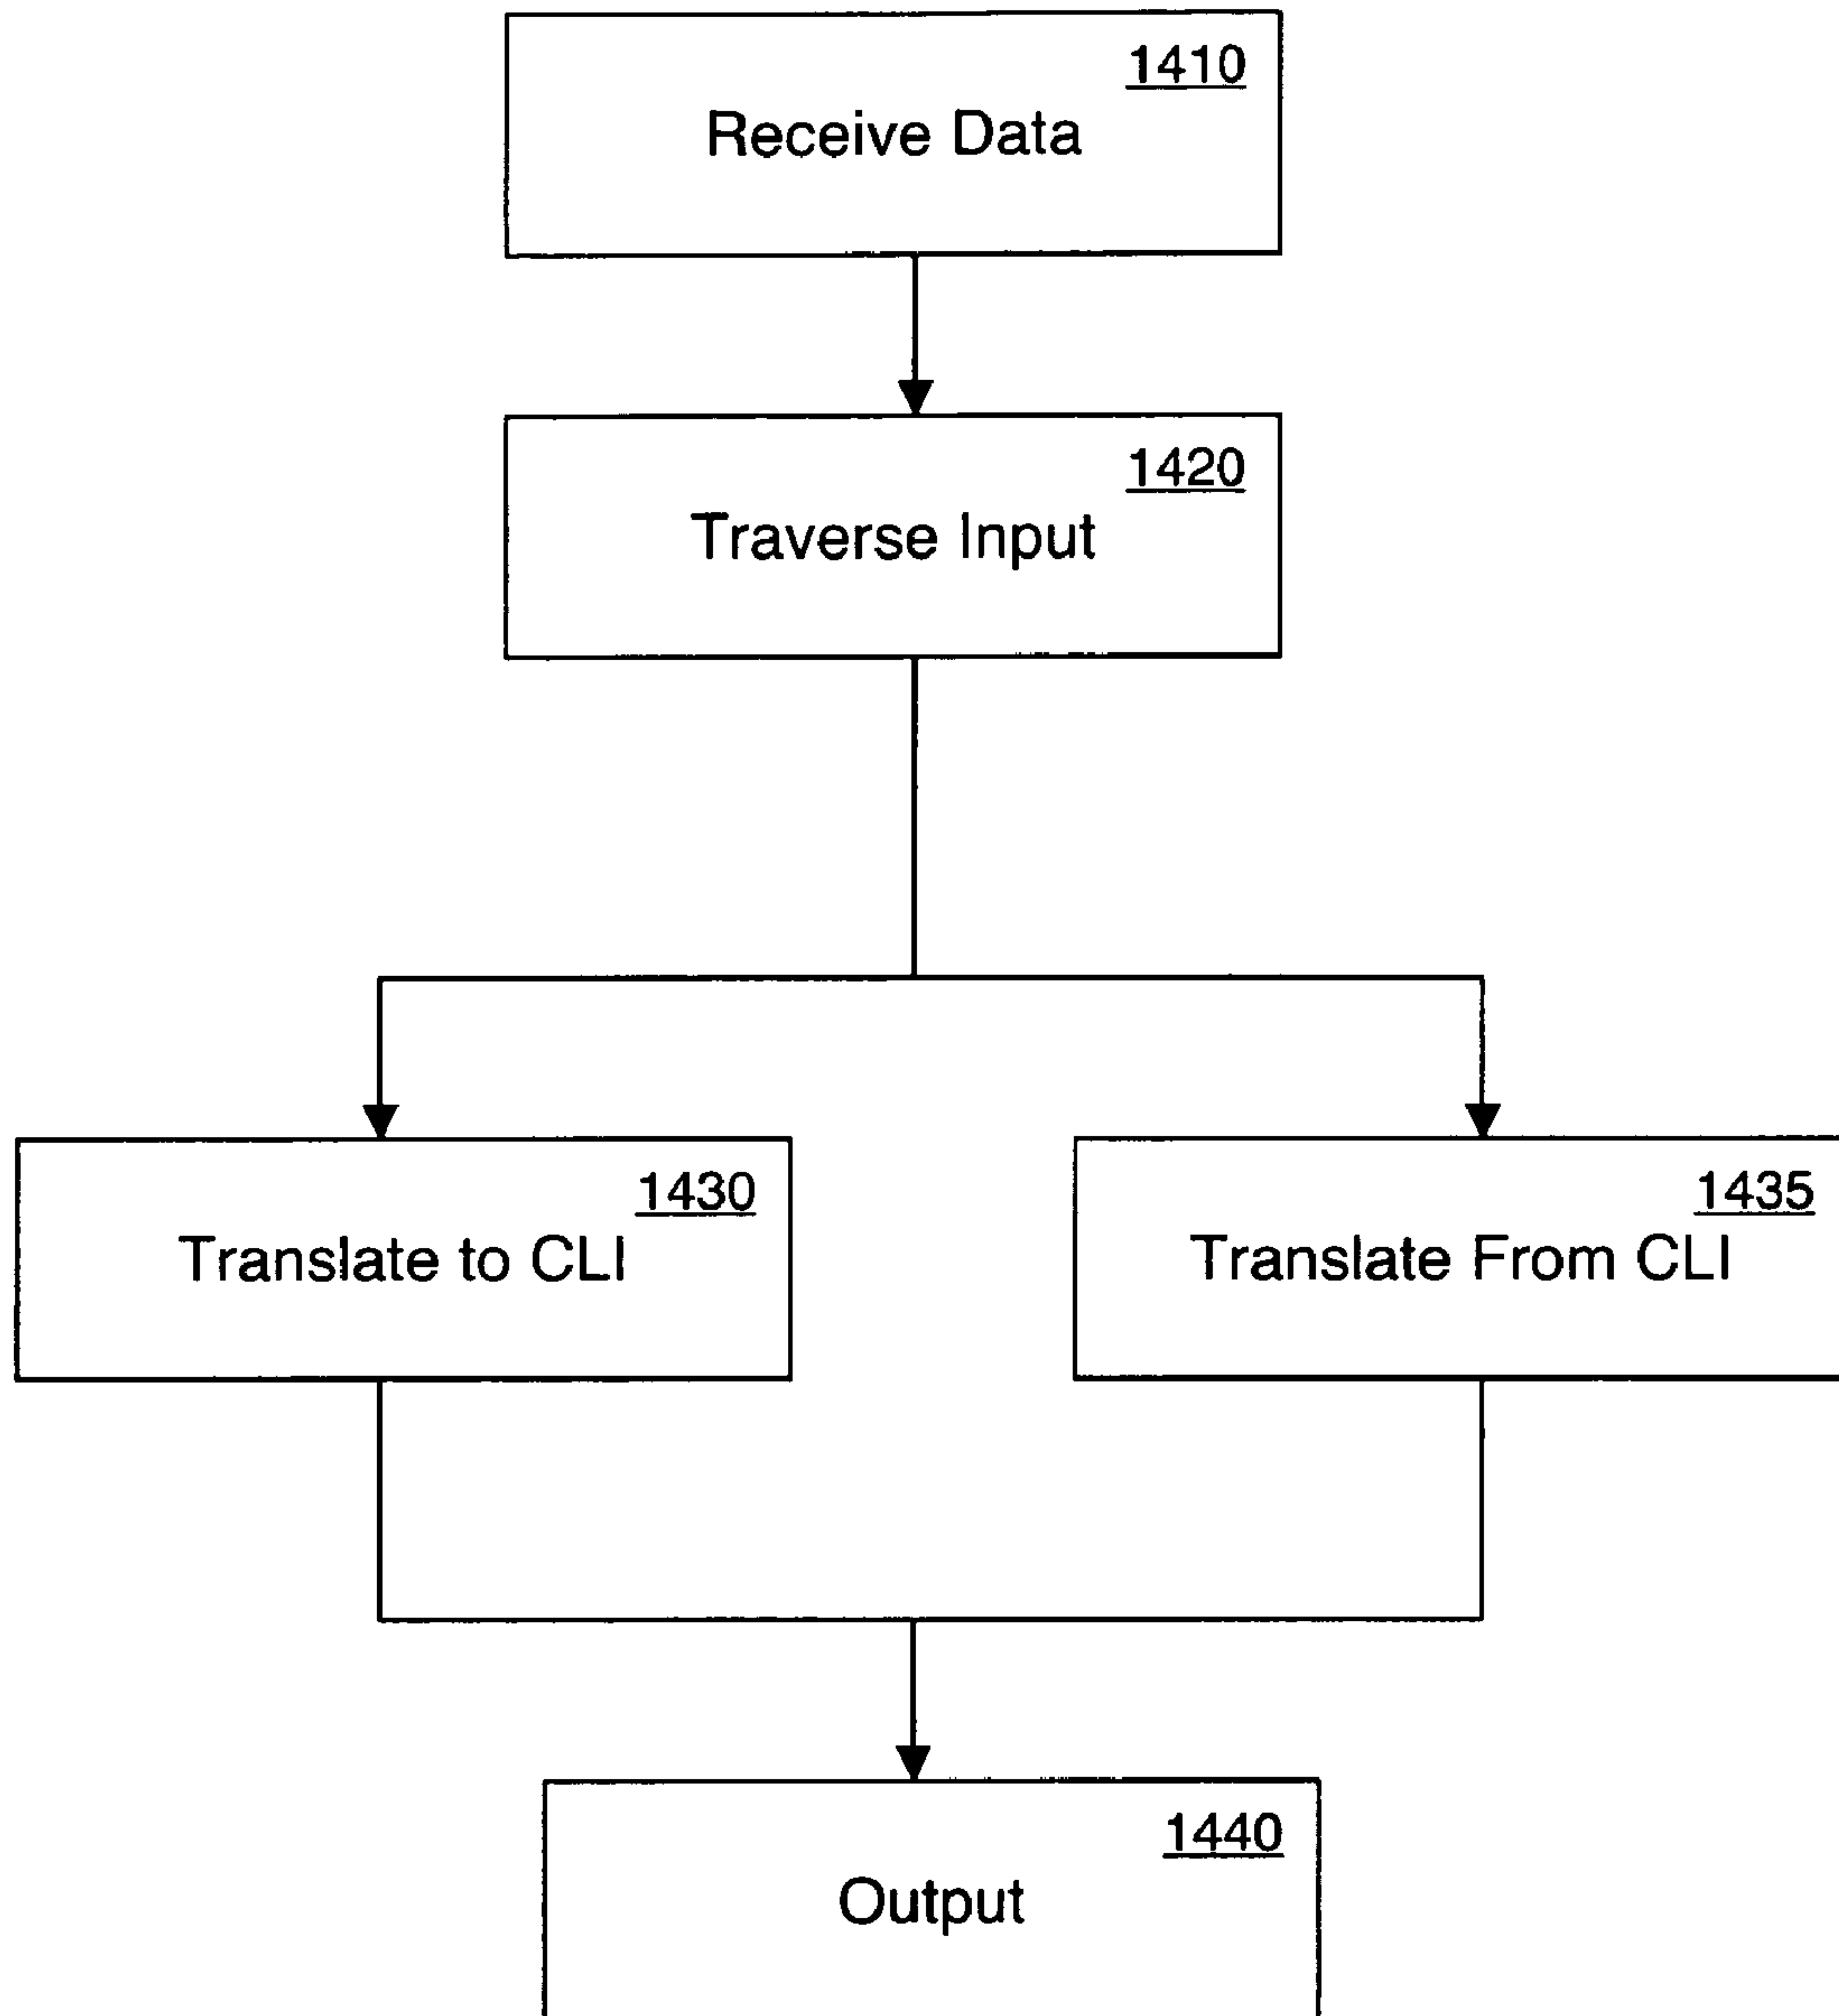 1410
Receive Data
1420
Traverse Input
1430
Translate to CLI
1435
Translate From CLI
1440
Output